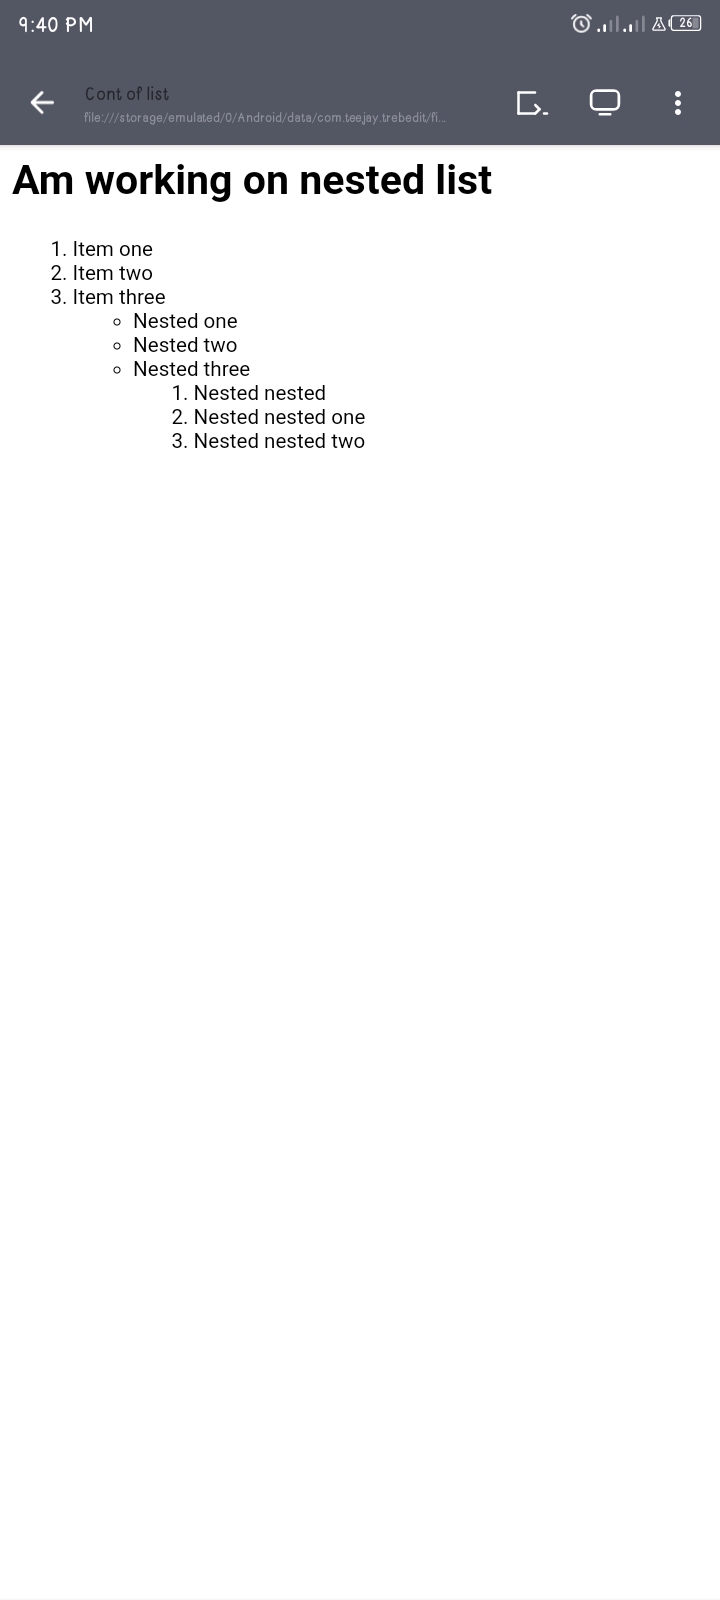 9:40 PM
26
Cont of list
file:///storage/emulated/0/Android/data/com.teejay.trebedit/fi...
Am working on nested list
1. Item one
2. Item two
3. Item three
◦ Nested one
◦ Nested two
◦ Nested three
1. Nested nested
2. Nested nested one
3. Nested nested two